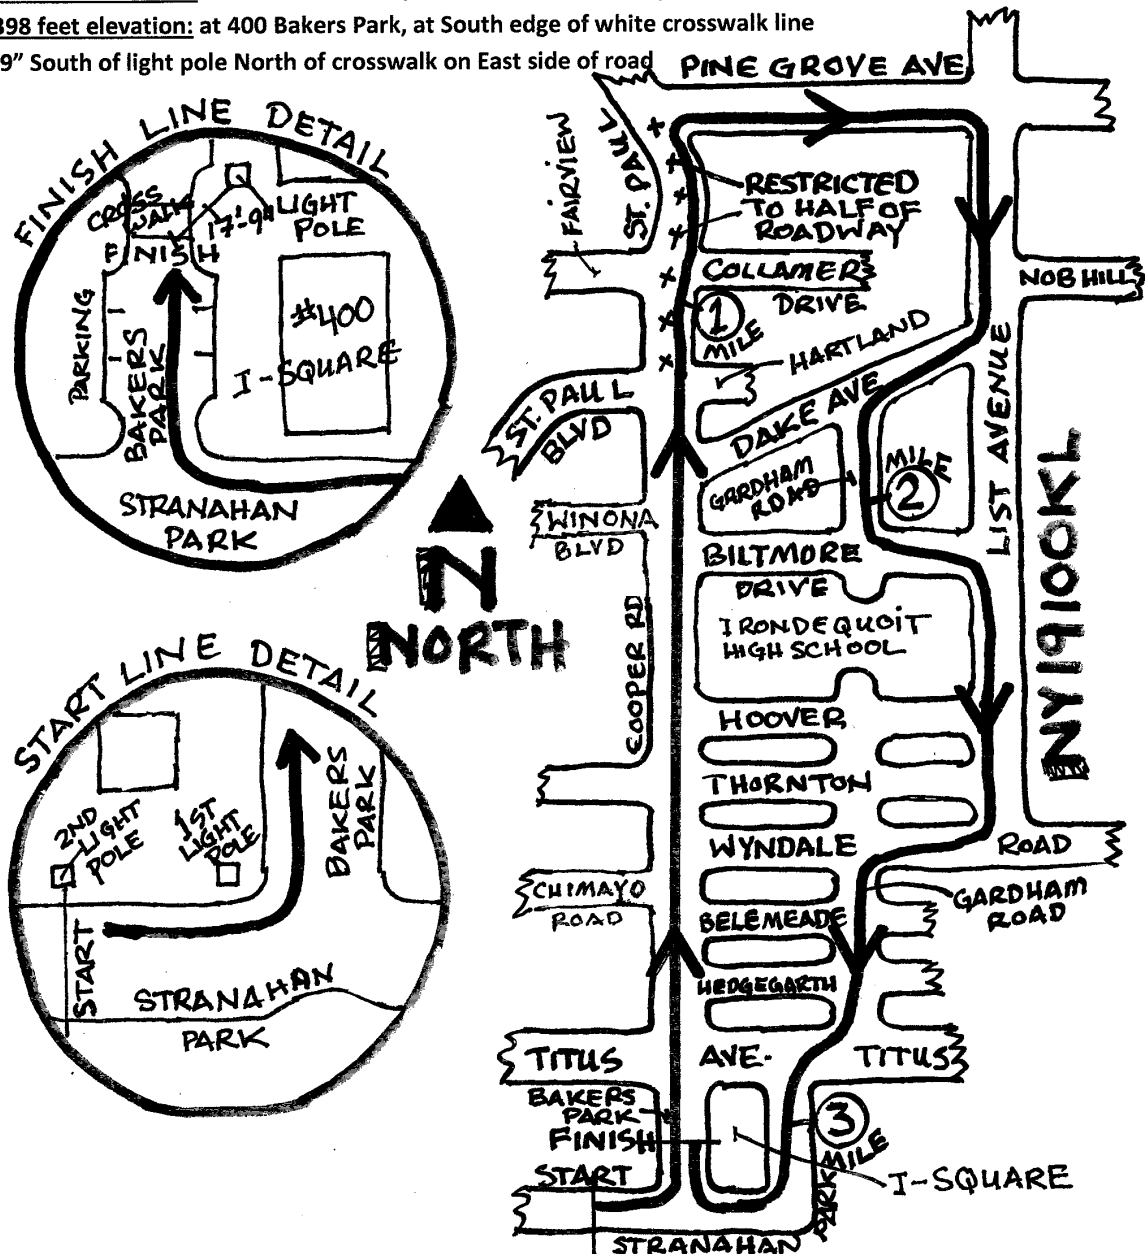 398 feet elevation: at 400 Bakers Park, at South edge of white crosswalk line
9” South of light pole North of crosswalk on East side of road
FINISH LINE DETAIL
CROSS
WALK
17'-9"
LIGHT
POLE
FINISH
PARKING
BAKERS
PARK
#400
I-SQUARE
STRANAHAN
PARK
START LINE DETAIL
2ND
LIGHT
POLE
1ST
LIGHT
POLE
BAKERS
PARK
START
STRANAHAN
PARK
N
NORTH
PINE GROVE AVE
FAIRVIEW
ST. PAUL
RESTRICTED
TO HALF OF
ROADWAY
COLLAMER
DRIVE
NOB HILL
1
MILE
HARTLAND
ST. PAUL
BLVD
DAKE AVE
LIST AVENUE
GARDHAM
ROAD
MILE
2
WINONA
BLVD
BILTMORE
DRIVE
IRONDEQUOIT
HIGH SCHOOL
COOPER RD
NY19100KL
HOOVER
THORNTON
WYNDALE
ROAD
CHIMAYO
ROAD
GARDHAM
ROAD
BELEMEADE
HEDGEGARTH
TITUS
AVE.
TITUS
BAKERS
PARK
FINISH
3
MILE
START
I-SQUARE
STRANAHAN
PARK